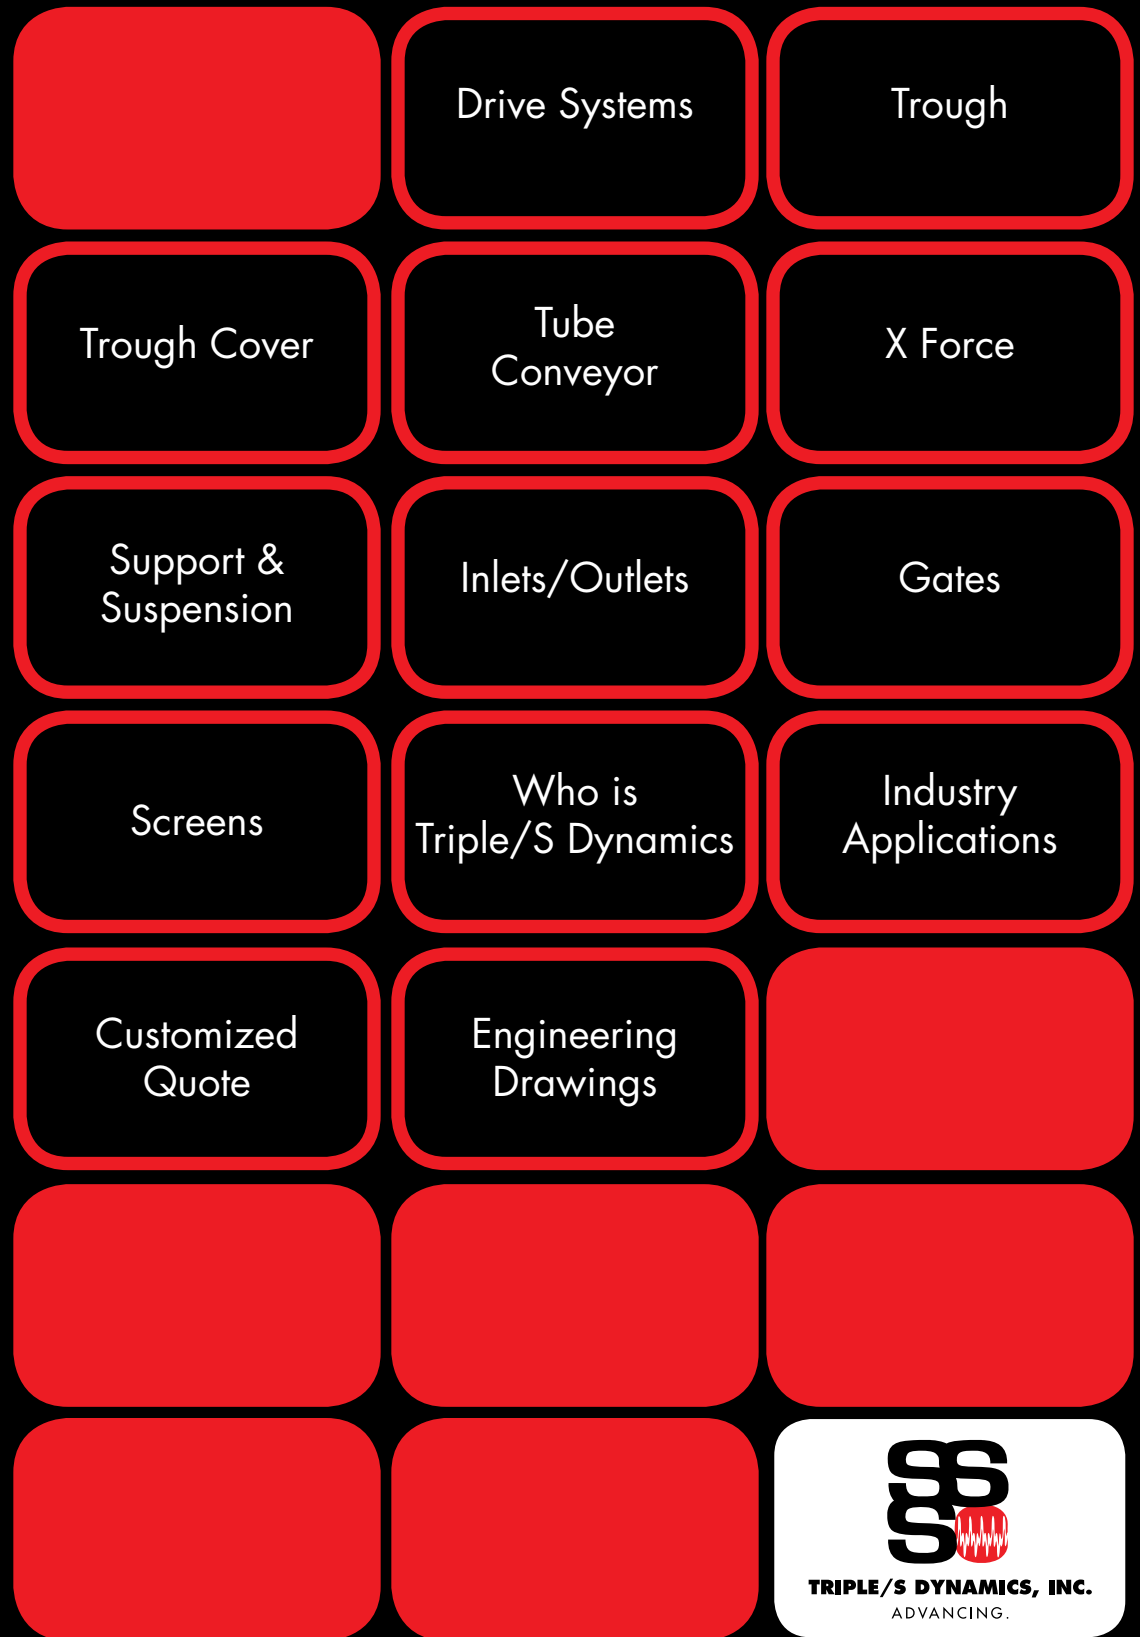 Drive Systems
Trough
Trough Cover
Tube
Conveyor
X Force
Support &
Suspension
Inlets/Outlets
Gates
Screens
Who is
Triple/S Dynamics
Industry
Applications
Customized
Quote
Engineering
Drawings
SSS
TRIPLE/S DYNAMICS, INC.
ADVANCING.